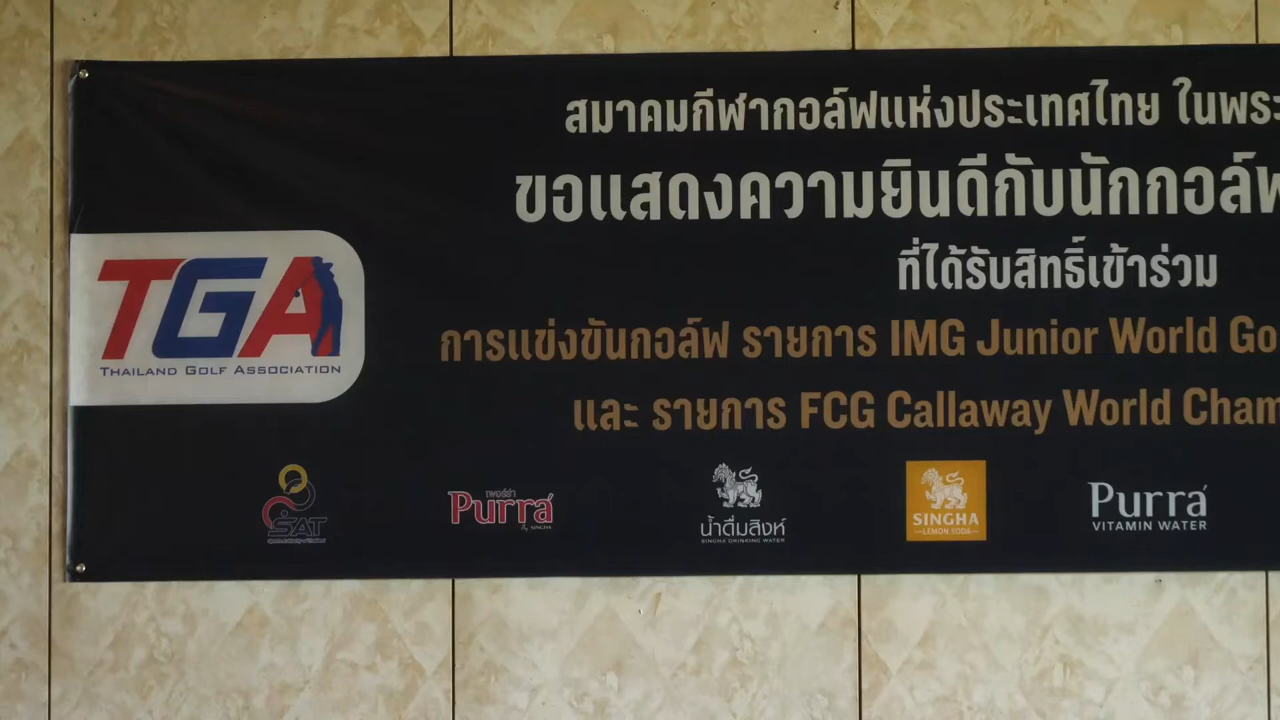 สมาคมกีฬากอล์ฟแห่งประเทศไทย ในพระ
ขอแสดงความยินดีกับนักกอล์ฟ
ที่ได้รับสิทธิ์เข้าร่วม
การแข่งขันกอล์ฟ รายการ IMG Junior World Go
และ รายการ FCG Callaway World Cham
TGA
THAILAND GOLF ASSOCIATION
SAT
เพอร์ร่า
Purra
By SINGHA
น้ำดื่มสิงห์
SINGHA DRINKING WATER
SINGHA
LEMON SODA
Purra
VITAMIN WATER